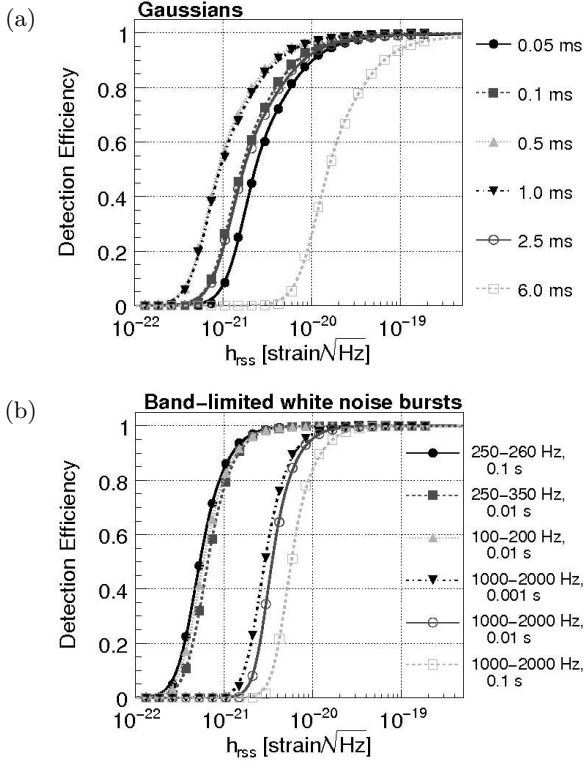 (a)
Gaussians
Detection Efficiency
1
0.8
0.6
0.4
0.2
0
10⁻²² 10⁻²¹ 10⁻²⁰ 10⁻¹⁹
h_rss [strain/√Hz]
0.05 ms
0.1 ms
0.5 ms
1.0 ms
2.5 ms
6.0 ms
(b)
Band−limited white noise bursts
Detection Efficiency
1
0.8
0.6
0.4
0.2
0
10⁻²² 10⁻²¹ 10⁻²⁰ 10⁻¹⁹
h_rss [strain/√Hz]
250−260 Hz,
0.1 s
250−350 Hz,
0.01 s
100−200 Hz,
0.01 s
1000−2000 Hz,
0.001 s
1000−2000 Hz,
0.01 s
1000−2000 Hz,
0.1 s